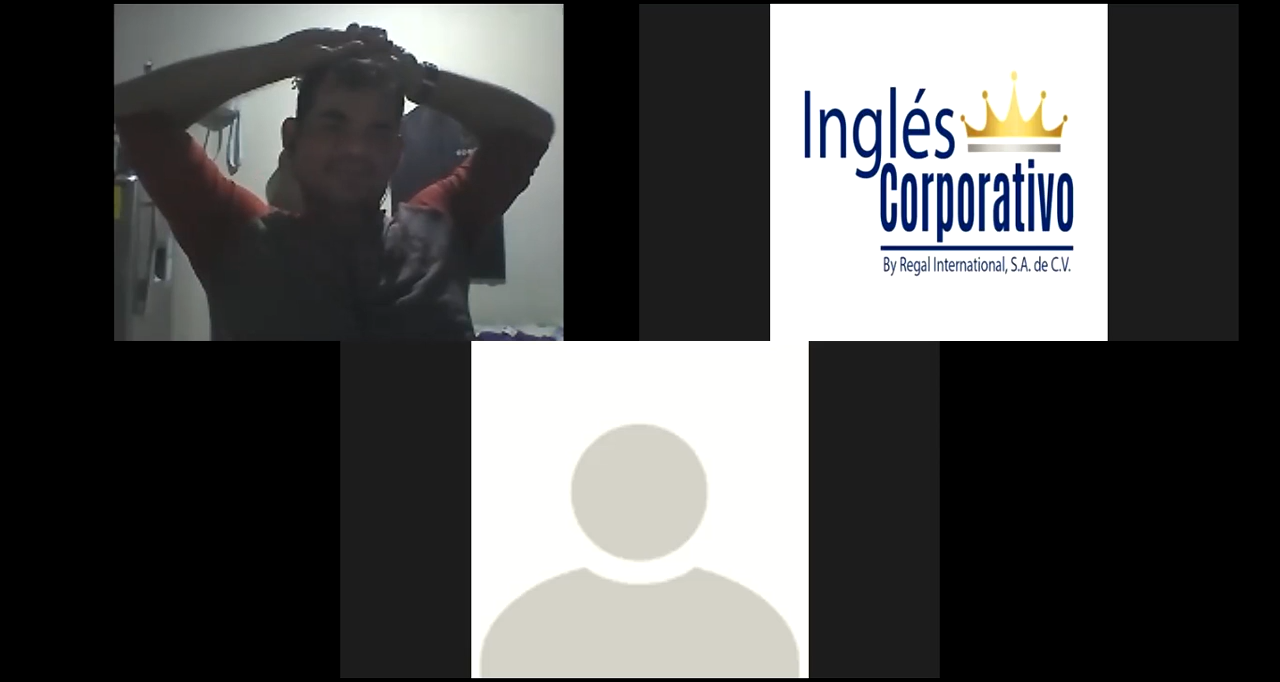 Inglés
Corporativo
By Regal International, S.A. de C.V.